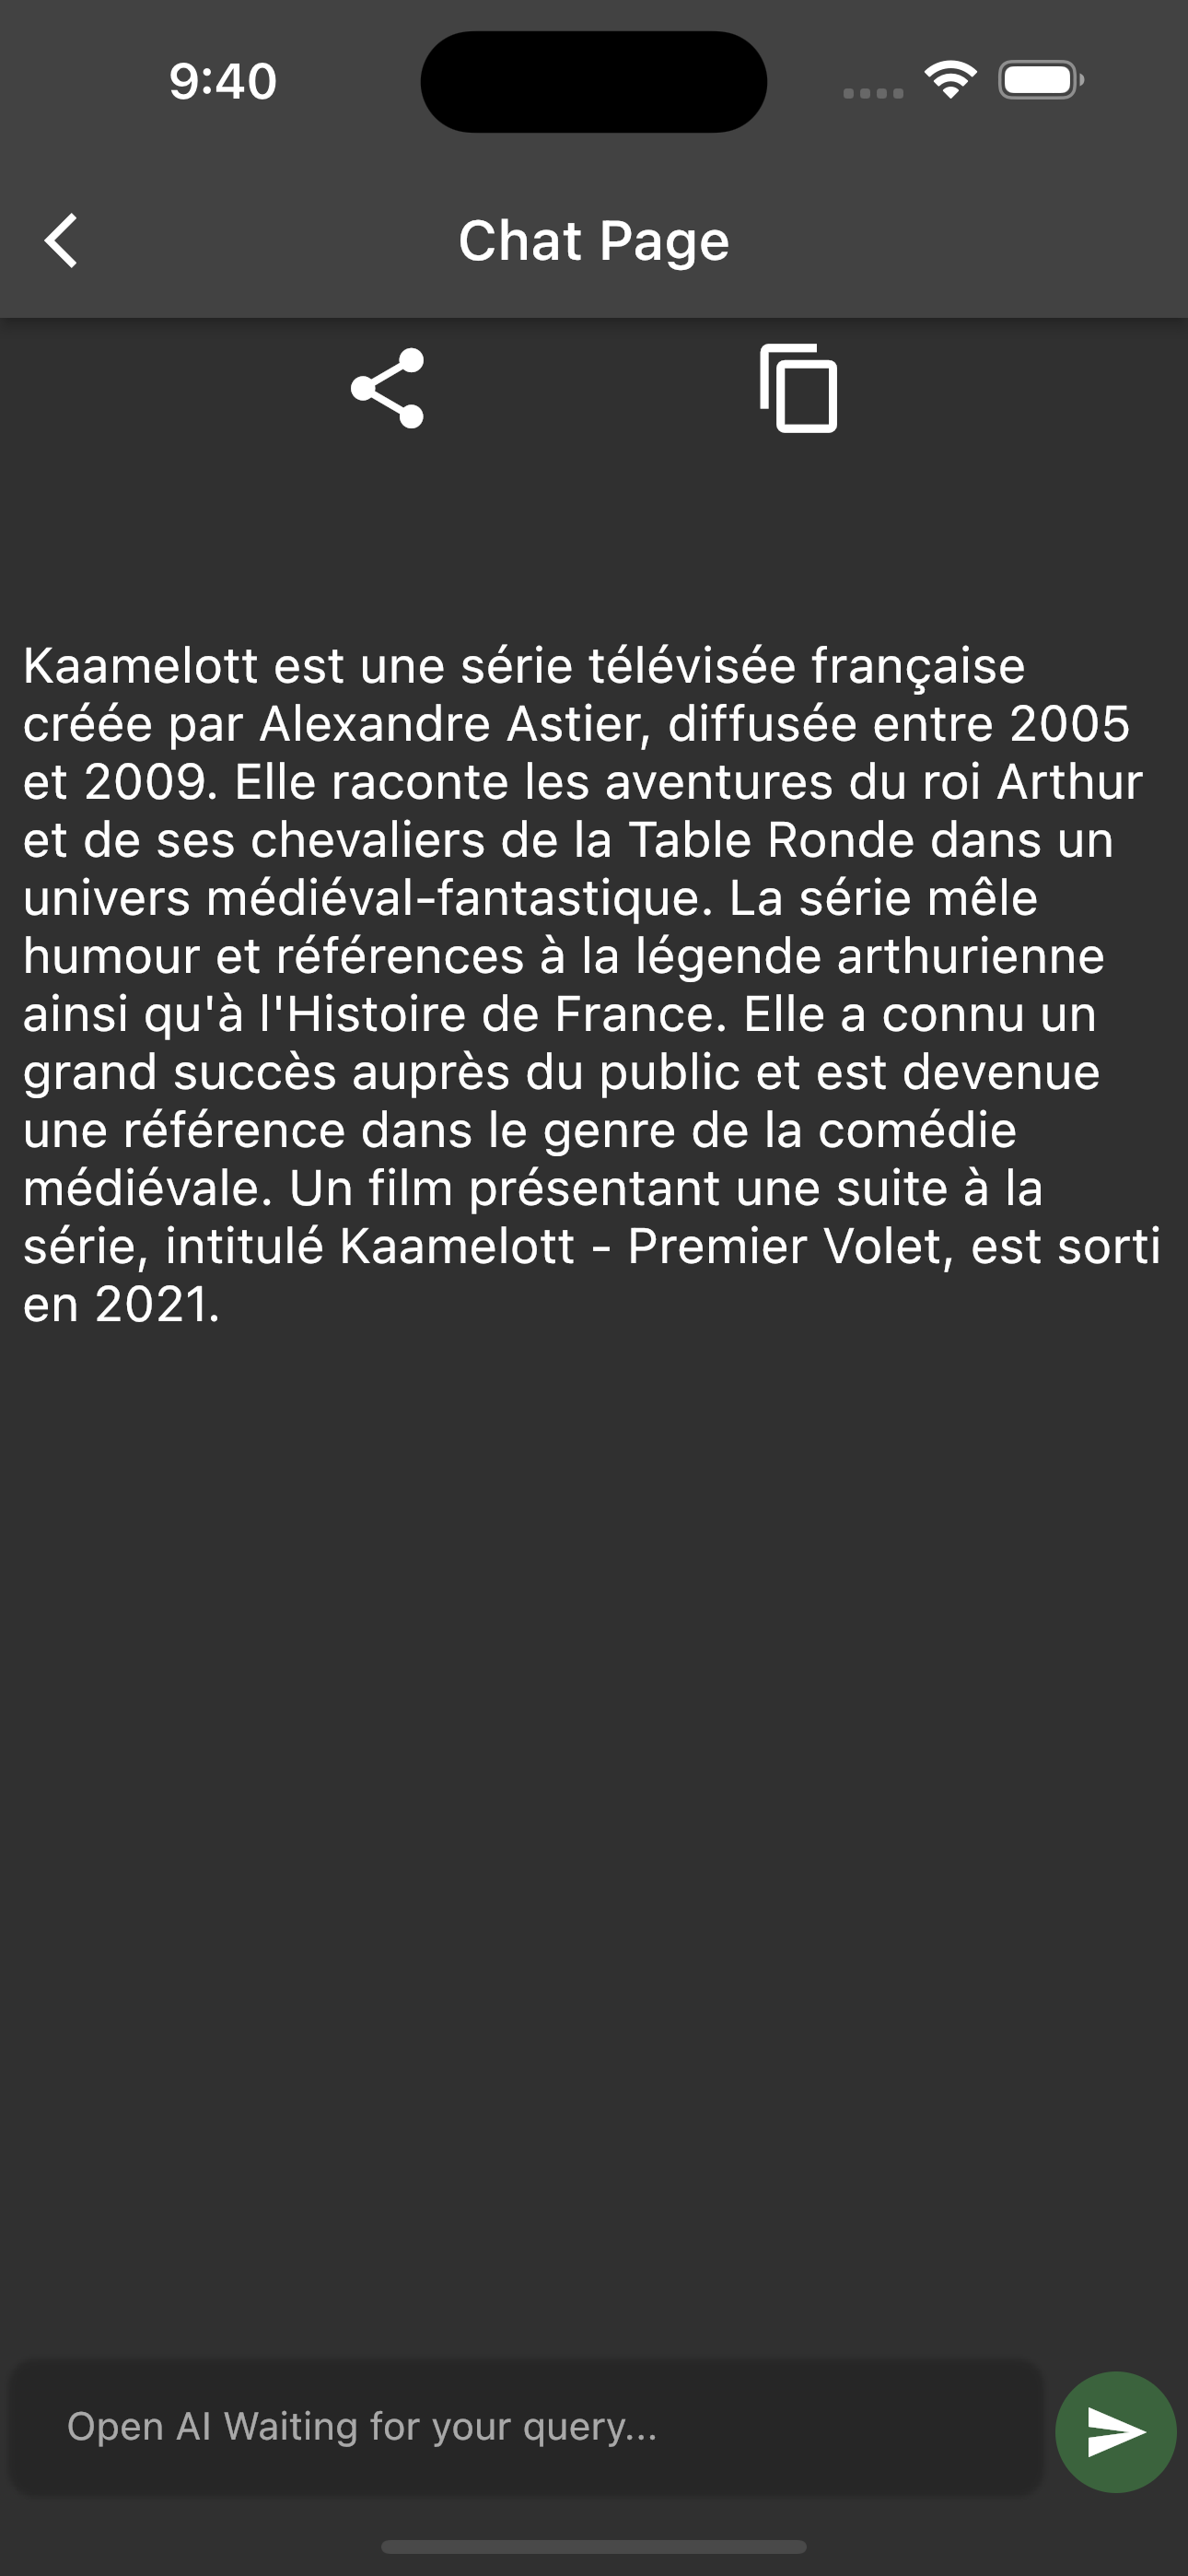 9:40
Chat Page
Kaamelott est une série télévisée française
créée par Alexandre Astier, diffusée entre 2005
et 2009. Elle raconte les aventures du roi Arthur
et de ses chevaliers de la Table Ronde dans un
univers médiéval-fantastique. La série mêle
humour et références à la légende arthurienne
ainsi qu'à l'Histoire de France. Elle a connu un
grand succès auprès du public et est devenue
une référence dans le genre de la comédie
médiévale. Un film présentant une suite à la
série, intitulé Kaamelott - Premier Volet, est sorti
en 2021.
Open AI Waiting for your query...